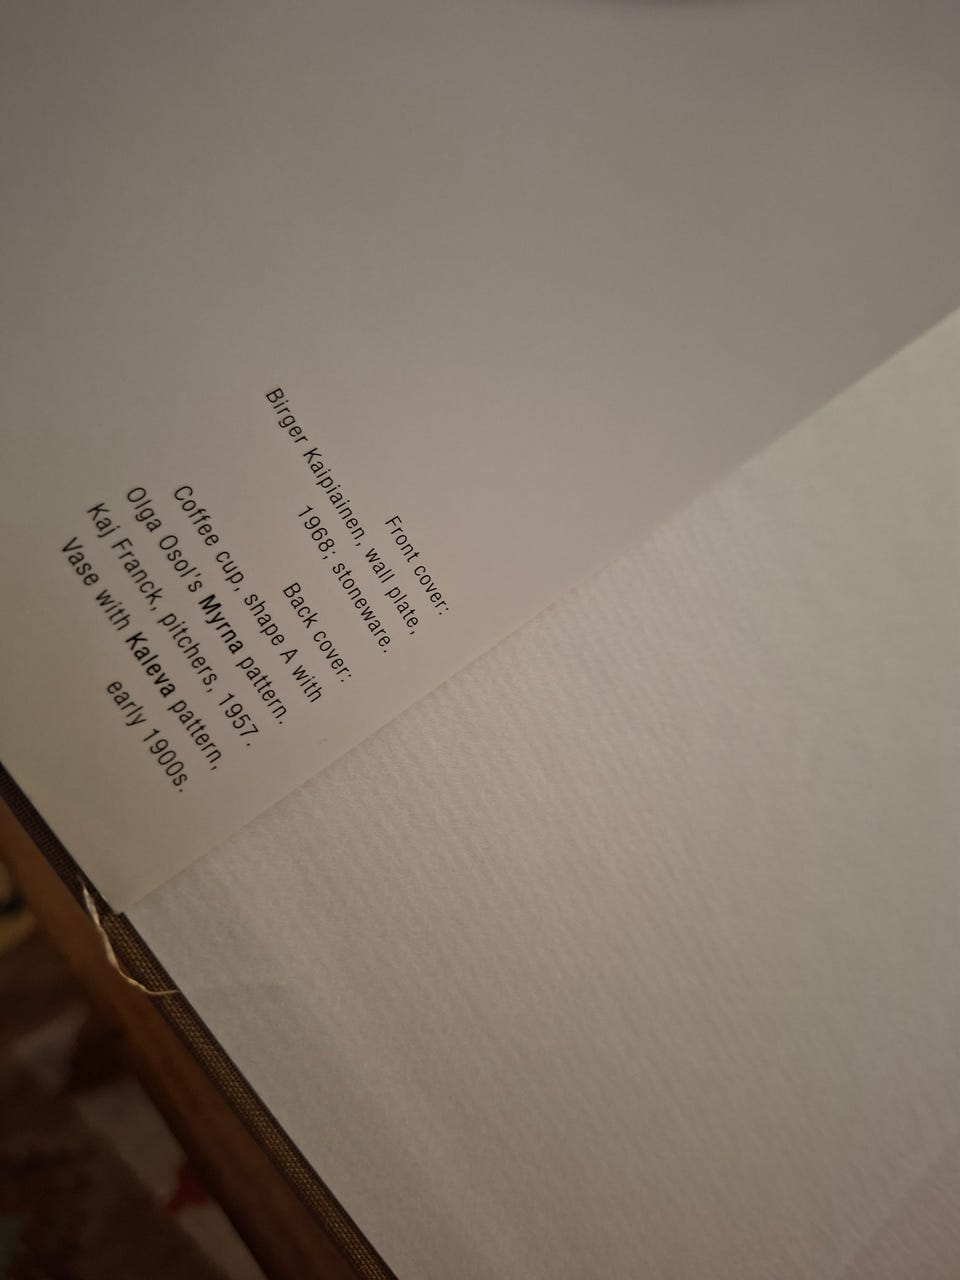 Front cover:
Birger Kaipiainen, wall plate,
1968; stoneware.
Back cover:
Coffee cup, shape A with
Olga Osol's Myrna pattern.
Kaj Franck, pitchers, 1957.
Vase with Kaleva pattern,
early 1900s.